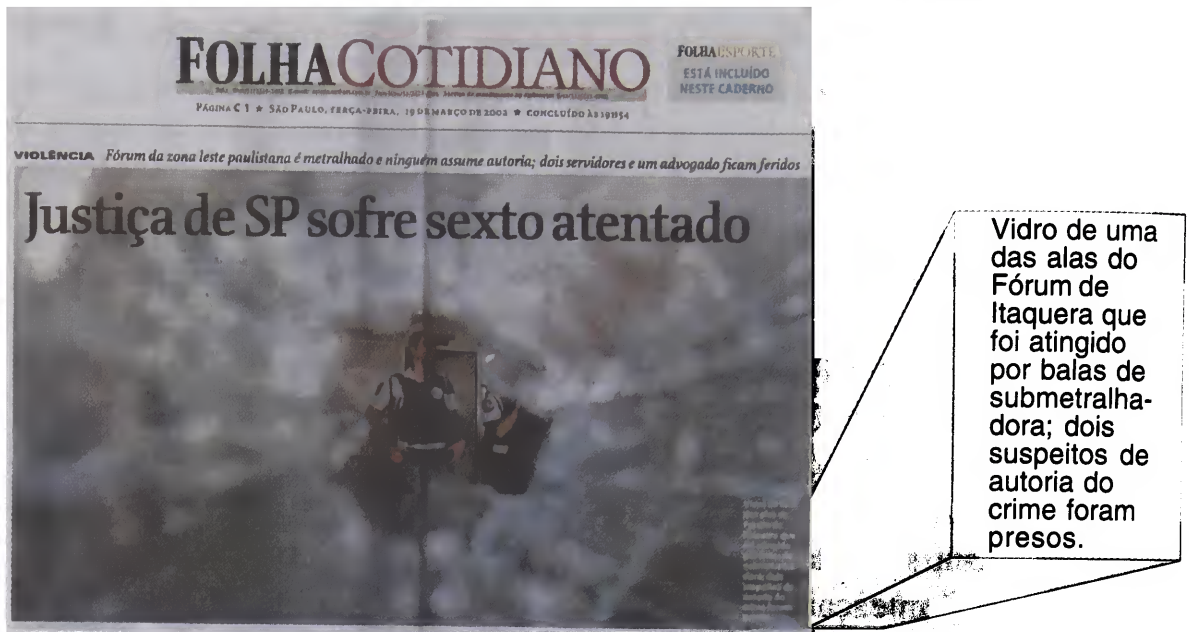 FOLHACOTIDIANO
FOLHAESPORTE
ESTÁ INCLUÍDO
NESTE CADERNO
PÁGINA C 1 ★ SÃO PAULO, TERÇA-FEIRA, 19 DE MARÇO DE 2002 ★ CONCLUÍDO ÀS 19H54
VIOLÊNCIA Fórum da zona leste paulistana é metralhado e ninguém assume autoria; dois servidores e um advogado ficam feridos
Justiça de SP sofre sexto atentado
Vidro de uma
das alas do
Fórum de
Itaquera que
foi atingido
por balas de
submetralha-
dora; dois
suspeitos de
autoria do
crime foram
presos.